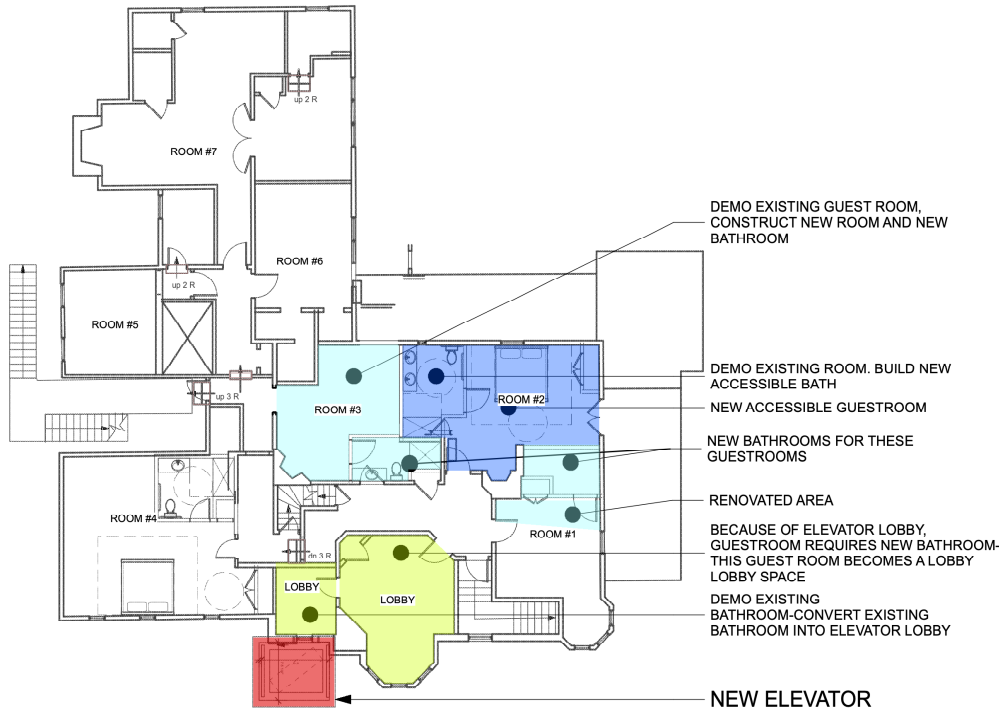 up 2 R
ROOM #7
DEMO EXISTING GUEST ROOM,
CONSTRUCT NEW ROOM AND NEW
BATHROOM
ROOM #6
up 2 R
ROOM #5
DEMO EXISTING ROOM. BUILD NEW
ACCESSIBLE BATH
up 3 R
ROOM #2
ROOM #3
NEW ACCESSIBLE GUESTROOM
NEW BATHROOMS FOR THESE
GUESTROOMS
RENOVATED AREA
ROOM #4
ROOM #1
BECAUSE OF ELEVATOR LOBBY,
GUESTROOM REQUIRES NEW BATHROOM-
THIS GUEST ROOM BECOMES A LOBBY
LOBBY SPACE
dn 3 R
LOBBY
LOBBY
DEMO EXISTING
BATHROOM-CONVERT EXISTING
BATHROOM INTO ELEVATOR LOBBY
NEW ELEVATOR